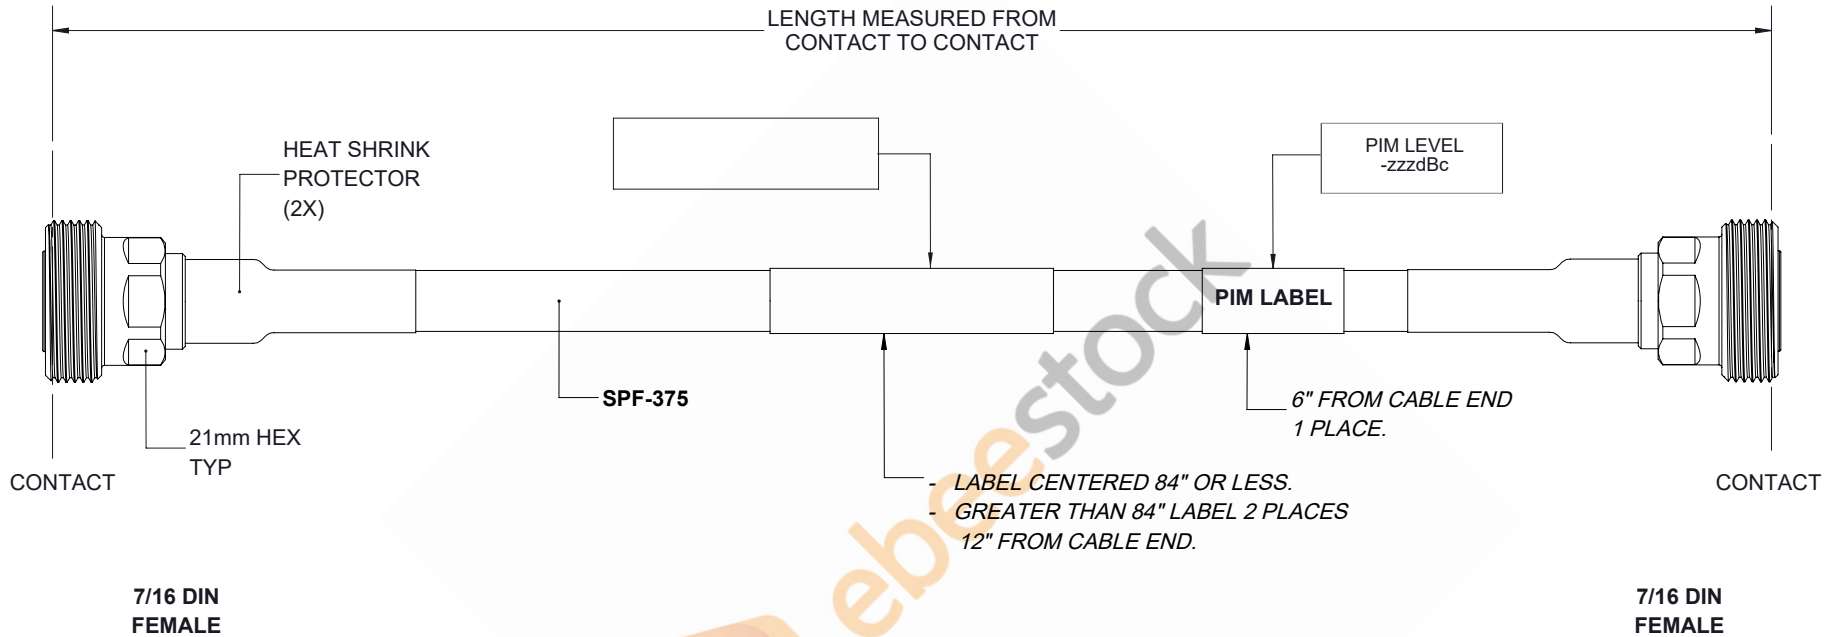 LENGTH MEASURED FROM
CONTACT TO CONTACT
HEAT SHRINK
PROTECTOR
(2X)
PIM LEVEL
-zzzdBc
PIM LABEL
SPF-375
6" FROM CABLE END
1 PLACE.
21mm HEX
TYP
CONTACT
CONTACT
- LABEL CENTERED 84" OR LESS.
- GREATER THAN 84" LABEL 2 PLACES
12" FROM CABLE END.
7/16 DIN
FEMALE
7/16 DIN
FEMALE
ebeestock